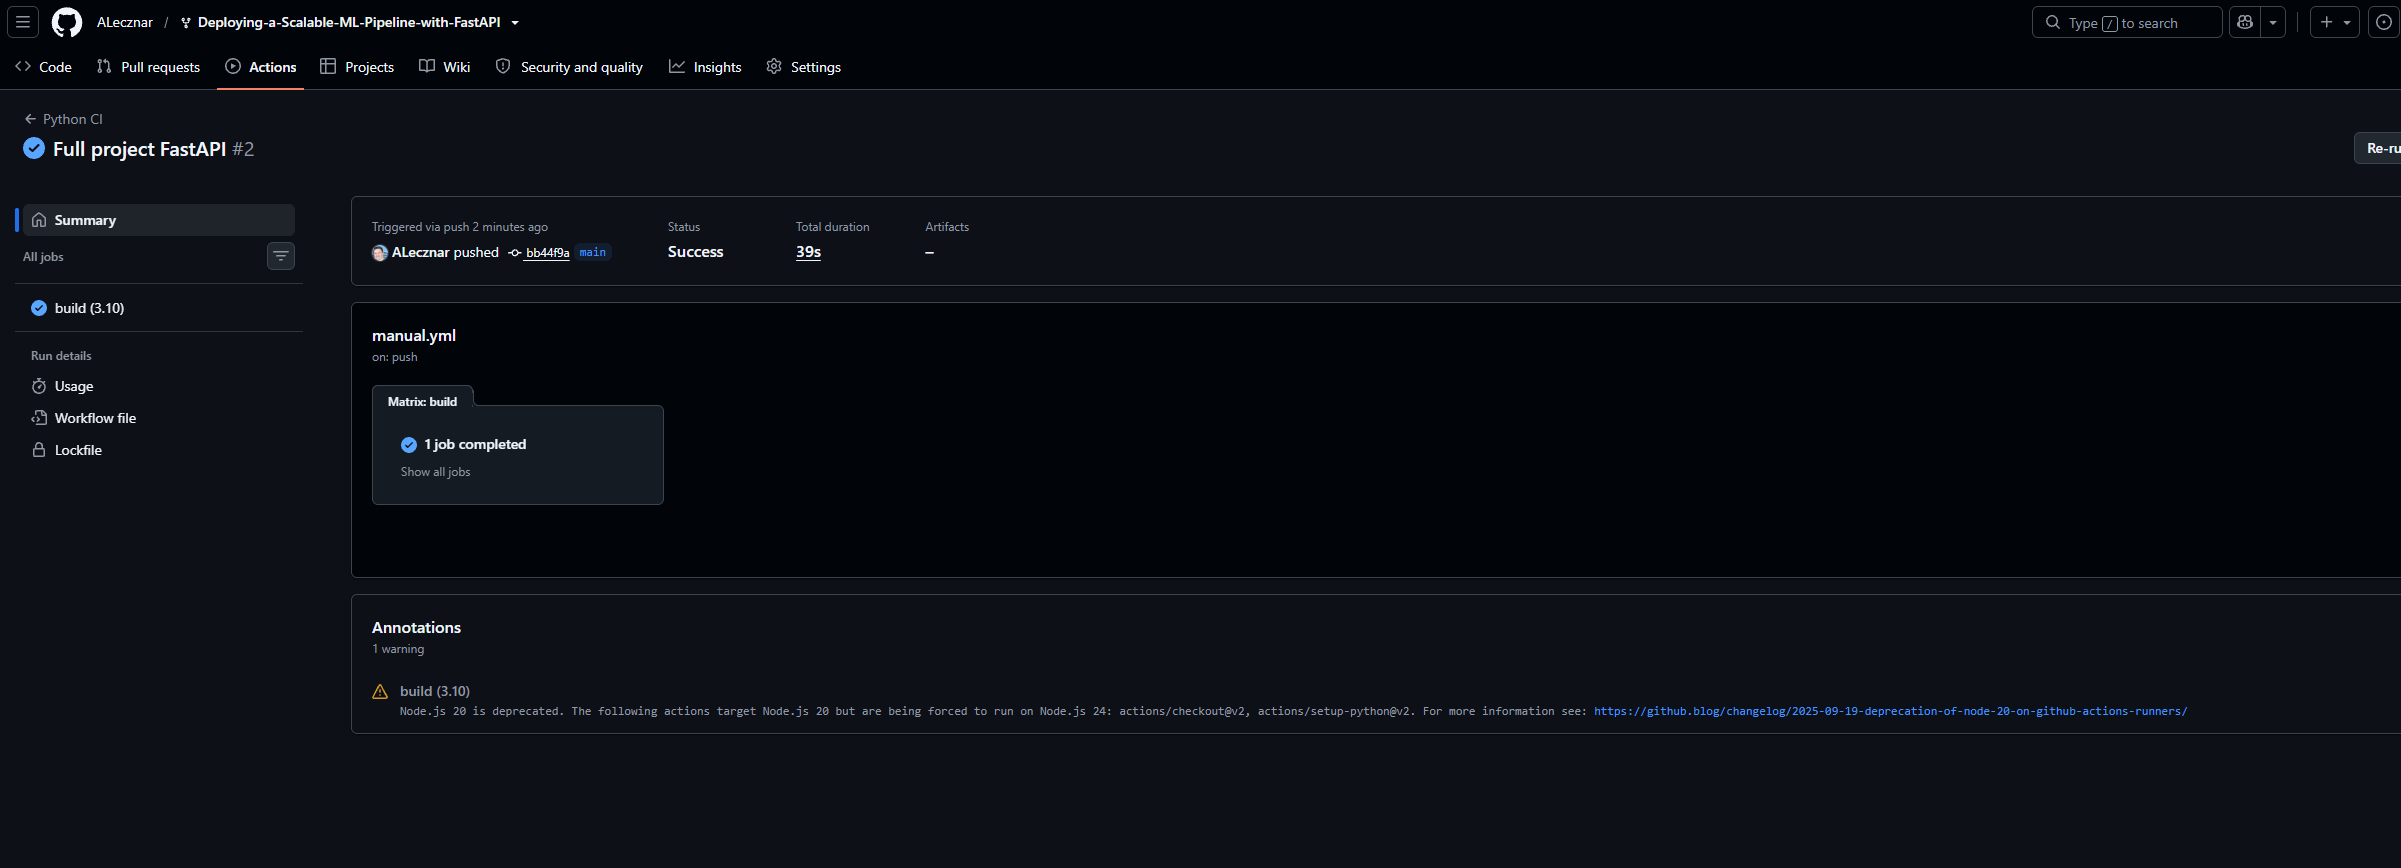 ALecznar / Deploying-a-Scalable-ML-Pipeline-with-FastAPI
Type / to search
Code Pull requests Actions Projects Wiki Security and quality Insights Settings
Python CI
Full project FastAPI #2
Re-ru
Summary
All jobs
build (3.10)
Run details
Usage
Workflow file
Lockfile
Triggered via push 2 minutes ago Status Total duration Artifacts
ALecznar pushed bb44f9a main Success 39s –
manual.yml
on: push
Matrix: build
1 job completed
Show all jobs
Annotations
1 warning
build (3.10)
Node.js 20 is deprecated. The following actions target Node.js 20 but are being forced to run on Node.js 24: actions/checkout@v2, actions/setup-python@v2. For more information see: https://github.blog/changelog/2025-09-19-deprecation-of-node-20-on-github-actions-runners/